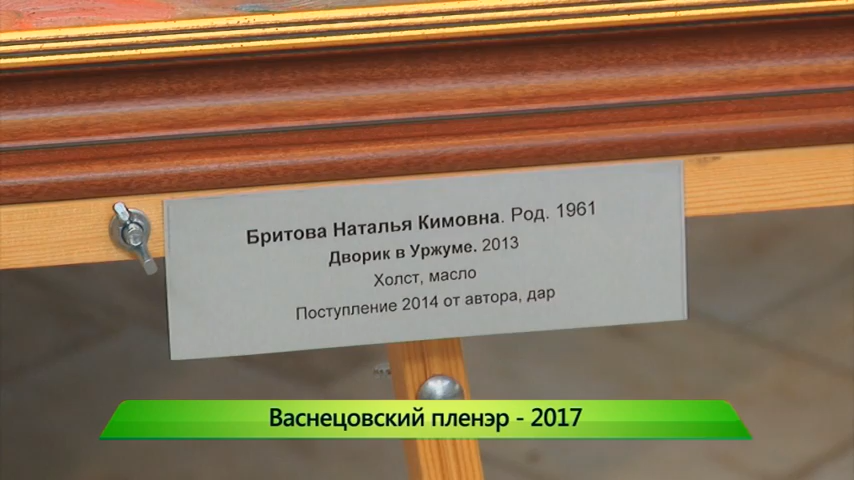 Бритова Наталья Кимовна. Род. 1961
Дворик в Уржуме. 2013
Холст, масло
Поступление 2014 от автора, дар
Васнецовский пленэр - 2017